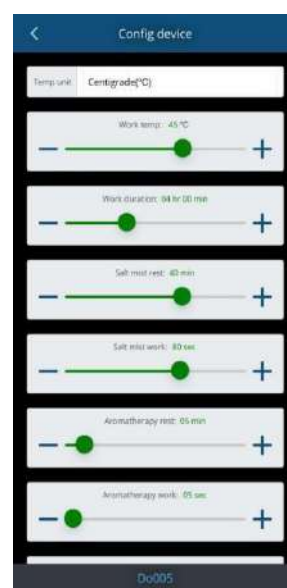 Config device
Temp unit Centigrade(°C)
Work temp: 45 °C
Work duration: 04 hr 00 min
Salt mist rest: 40 min
Salt mist work: 80 sec
Aromatherapy rest: 05 min
Aromatherapy work: 05 sec
Do005